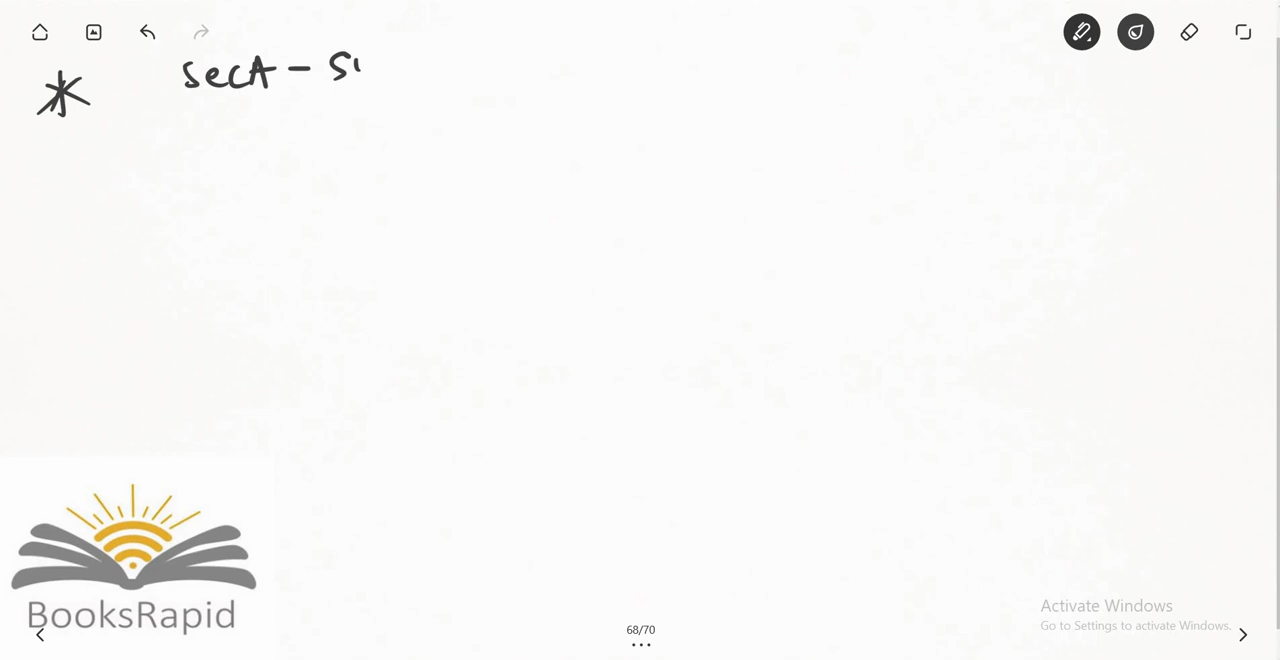 secA - S
BooksRapid
Activate Windows
Go to Settings to activate Windows.
68/70